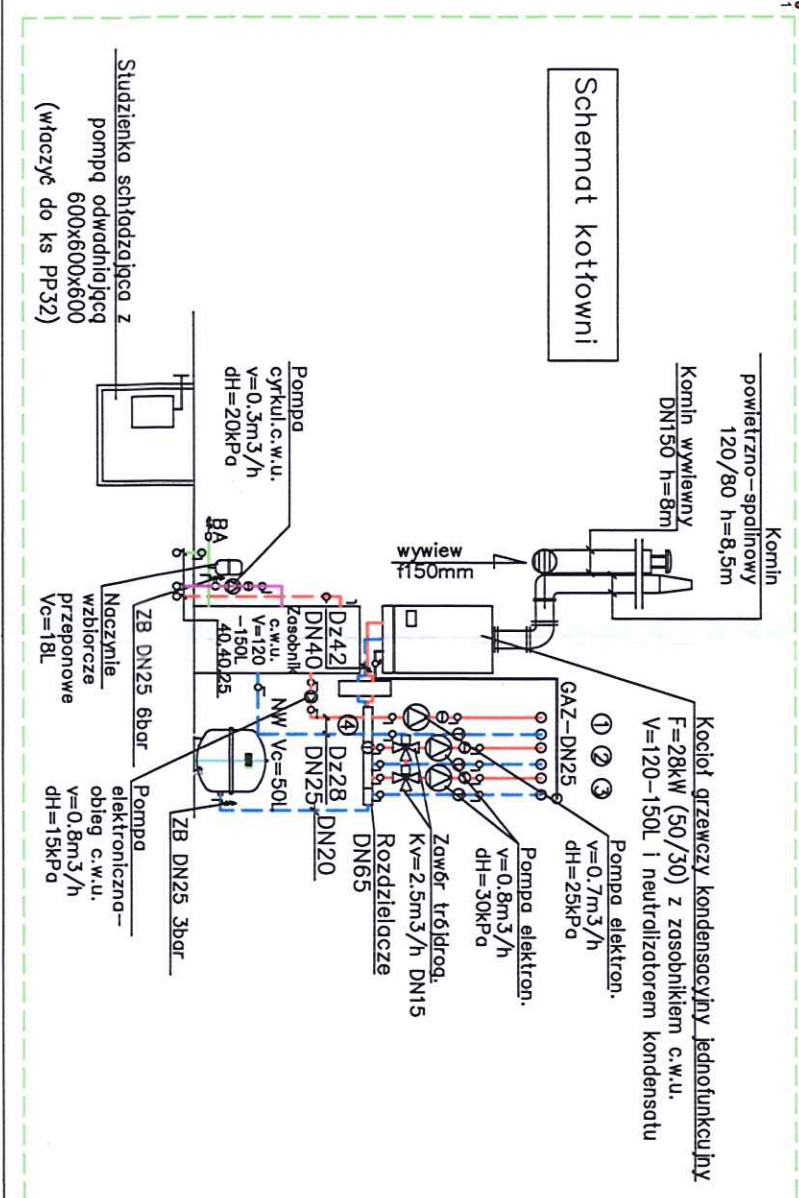 Schemat kotłowni
Komin
powietrzno-spalinowy
120/80 h=8,5m
Komin wywiewny
DN150 h=8m
wywiew
f150mm
Kocioł grzewczy kondensacyjny jednofunkcyjny
F=28kW (50/30) z zasobnikiem c.w.u.
V=120-150L i neutralizatorem kondensatu
GAZ-DN25
① ② ③
Pompa elektron.
v=0.7m3/h
dH=25kPa
Pompa elektron.
v=0.8m3/h
dH=30kPa
Zawór trójdrog.
Kv=2.5m3/h DN15
Rozdzielacze
DN65
DN20
Dz28
DN25
④
Dz42
DN40
Zasobnik
c.w.u.
V=120
-150L
40,40,25
NW Vc=50L
ZB DN25 3bar
Pompa
elektroniczna-
obieg c.w.u.
v=0.8m3/h
dH=15kPa
Pompa
cyrkul.c.w.u.
v=0.3m3/h
dH=20kPa
BA
ZB DN25 6bar
Naczynie
wzbiorcze
przeponowe
Vc=18L
Studzienka schładzająca z
pompą odwadniającą
600x600x600
(włączyć do ks PP32)